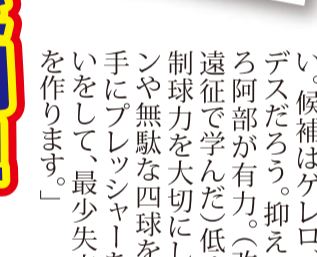 い。候補はゲレロ、
デスだろう。抑え
ろ阿部が有力。(
遠征で学んだ)低
制球力を大切にし
ンや無駄な四球を
手にプレッシャーを
いをして、最少失
を作ります。」